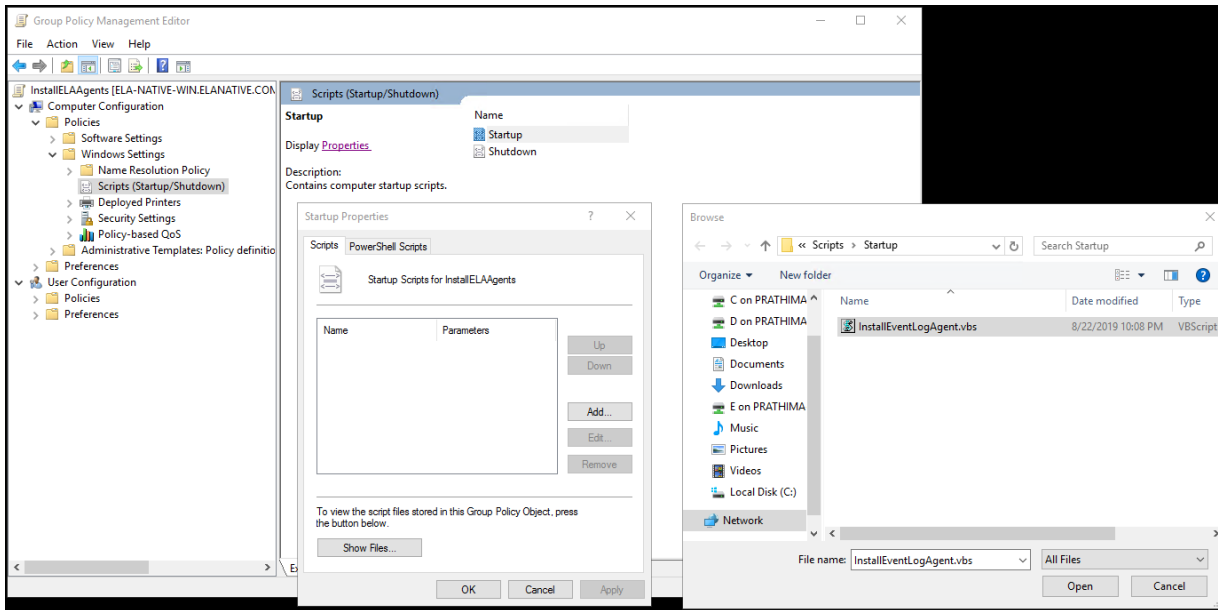 Group Policy Management Editor
File Action View Help
InstallELAAgents [ELA-NATIVE-WIN.ELANATIVE.CON
Computer Configuration
Policies
Software Settings
Windows Settings
Name Resolution Policy
Scripts (Startup/Shutdown)
Deployed Printers
Security Settings
Policy-based QoS
Administrative Templates: Policy definitio
Preferences
User Configuration
Policies
Preferences
Scripts (Startup/Shutdown)
Startup
Display Properties
Description:
Contains computer startup scripts.
Name
Startup
Shutdown
Startup Properties
Scripts PowerShell Scripts
Startup Scripts for InstallELAAgents
Name Parameters
Up
Down
Add...
Edit...
Remove
To view the script files stored in this Group Policy Object, press
the button below.
Show Files...
OK Cancel Apply
Browse
« Scripts > Startup
Search Startup
Organize New folder
C on PRATHIMA
D on PRATHIMA
Desktop
Documents
Downloads
E on PRATHIMA
Music
Pictures
Videos
Local Disk (C:)
Network
Name Date modified Type
InstallEventLogAgent.vbs 8/22/2019 10:08 PM VBScript
File name: InstallEventLogAgent.vbs All Files
Open Cancel